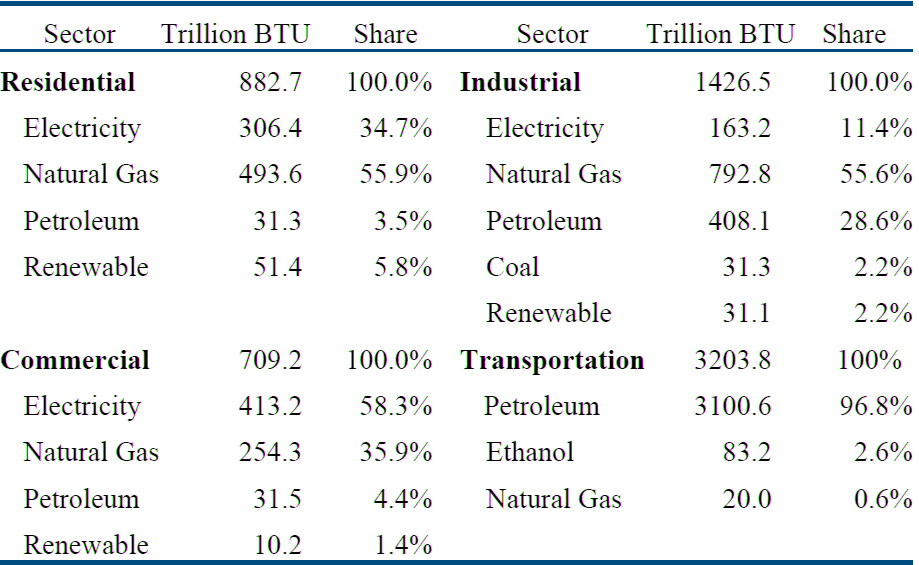 Sector Trillion BTU Share Sector Trillion BTU Share
Residential 882.7 100.0% Industrial 1426.5 100.0%
Electricity 306.4 34.7% Electricity 163.2 11.4%
Natural Gas 493.6 55.9% Natural Gas 792.8 55.6%
Petroleum 31.3 3.5% Petroleum 408.1 28.6%
Renewable 51.4 5.8% Coal 31.3 2.2%
Renewable 31.1 2.2%
Commercial 709.2 100.0% Transportation 3203.8 100%
Electricity 413.2 58.3% Petroleum 3100.6 96.8%
Natural Gas 254.3 35.9% Ethanol 83.2 2.6%
Petroleum 31.5 4.4% Natural Gas 20.0 0.6%
Renewable 10.2 1.4%